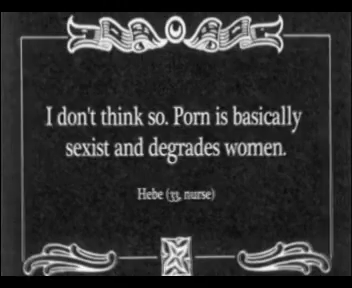 I don't think so. Porn is basically
sexist and degrades women.
Hebe (33, nurse)